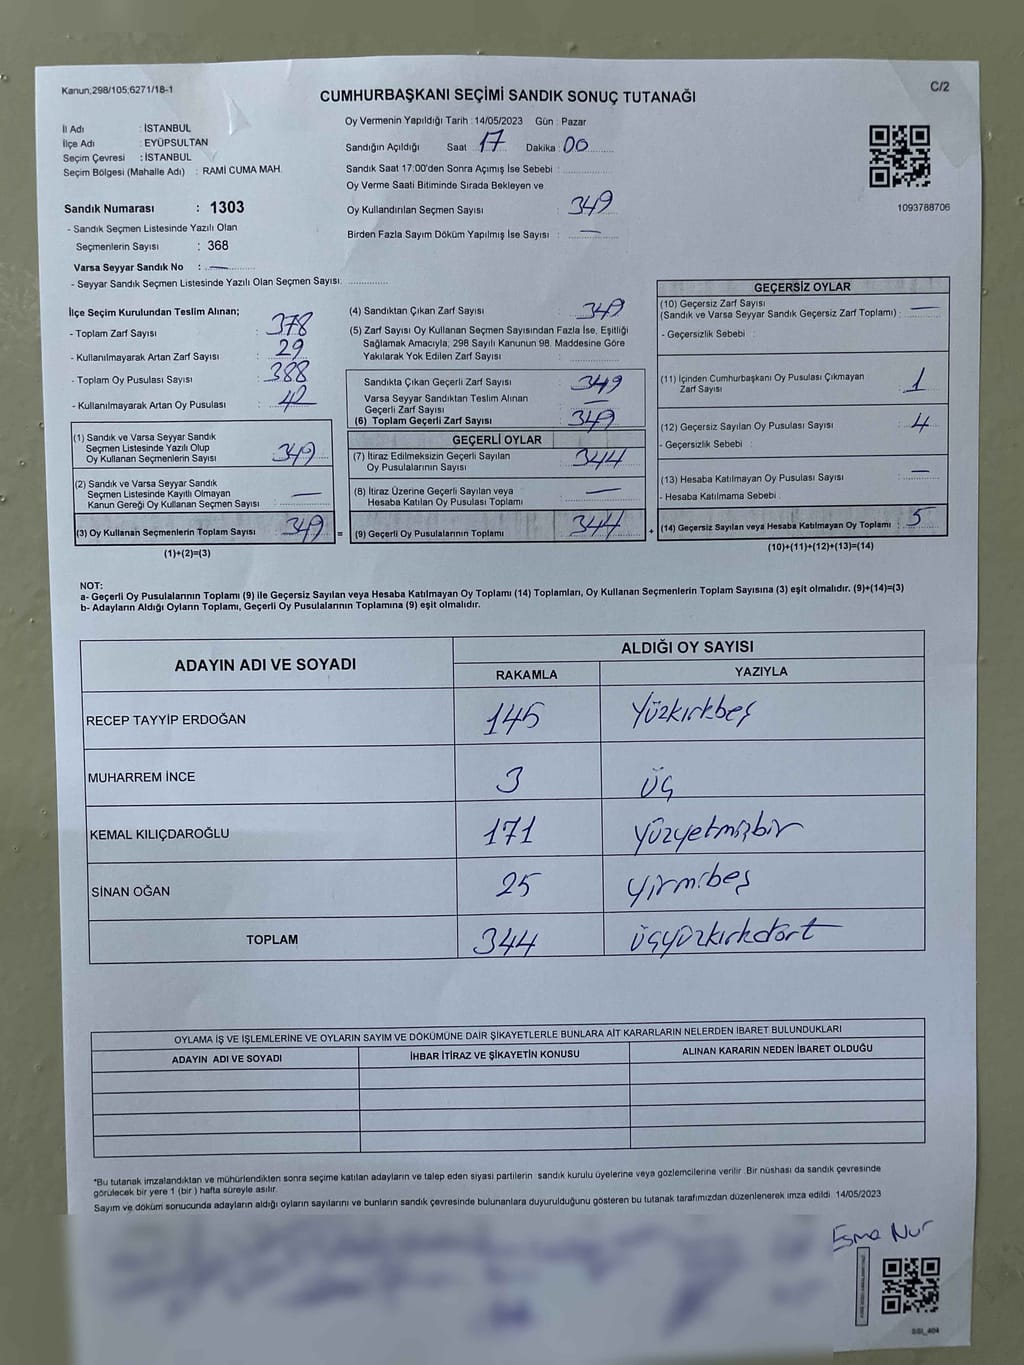 Kanun;298/105;6271/18-1
C/2
CUMHURBAŞKANI SEÇİMİ SANDIK SONUÇ TUTANAĞI
İl Adı : İSTANBUL
İlçe Adı : EYÜPSULTAN
Seçim Çevresi : İSTANBUL
Seçim Bölgesi (Mahalle Adı) : RAMİ CUMA MAH.
Sandık Numarası : 1303
- Sandık Seçmen Listesinde Yazılı Olan
Seçmenlerin Sayısı : 368
Varsa Seyyar Sandık No : —
- Seyyar Sandık Seçmen Listesinde Yazılı Olan Seçmen Sayısı:
Oy Vermenin Yapıldığı Tarih : 14/05/2023 Gün : Pazar
Sandığın Açıldığı Saat : 17 Dakika : 00
Sandık Saat 17:00'den Sonra Açımış İse Sebebi :
Oy Verme Saati Bitiminde Sırada Bekleyen ve
Oy Kullandırılan Seçmen Sayısı : 349
Birden Fazla Sayım Döküm Yapılmış İse Sayısı : —
1093788706
İlçe Seçim Kurulundan Teslim Alınan;
- Toplam Zarf Sayısı : 378
- Kullanılmayarak Artan Zarf Sayısı : 29
- Toplam Oy Pusulası Sayısı : 388
- Kullanılmayarak Artan Oy Pusulası :
(1) Sandık ve Varsa Seyyar Sandık
Seçmen Listesinde Yazılı Olup
Oy Kullanan Seçmenlerin Sayısı : 349
(2) Sandık ve Varsa Seyyar Sandık
Seçmen Listesinde Kayıtlı Olmayan
Kanun Gereği Oy Kullanan Seçmen Sayısı : —
(3) Oy Kullanan Seçmenlerin Toplam Sayısı : 349 =
(1)+(2)=(3)
(4) Sandıktan Çıkan Zarf Sayısı : 349
(5) Zarf Sayısı Oy Kullanan Seçmen Sayısından Fazla İse, Eşitliği
Sağlamak Amacıyla; 298 Sayılı Kanunun 98. Maddesine Göre
Yakılarak Yok Edilen Zarf Sayısı :
Sandıkta Çıkan Geçerli Zarf Sayısı : 349
Varsa Seyyar Sandıktan Teslim Alınan
Geçerli Zarf Sayısı : —
(6) Toplam Geçerli Zarf Sayısı : 349
GEÇERLİ OYLAR
(7) İtiraz Edilmeksizin Geçerli Sayılan
Oy Pusulalarının Sayısı : 344
(8) İtiraz Üzerine Geçerli Sayılan veya
Hesaba Katılan Oy Pusulası Toplamı : —
(9) Geçerli Oy Pusulalarının Toplamı : 344 +
GEÇERSİZ OYLAR
(10) Geçersiz Zarf Sayısı
(Sandık ve Varsa Seyyar Sandık Geçersiz Zarf Toplamı) : —
- Geçersizlik Sebebi :
(11) İçinden Cumhurbaşkanı Oy Pusulası Çıkmayan
Zarf Sayısı : 1
(12) Geçersiz Sayılan Oy Pusulası Sayısı : 4
- Geçersizlik Sebebi :
(13) Hesaba Katılmayan Oy Pusulası Sayısı : —
- Hesaba Katılmama Sebebi :
(14) Geçersiz Sayılan veya Hesaba Katılmayan Oy Toplamı : 5
(10)+(11)+(12)+(13)=(14)
NOT:
a- Geçerli Oy Pusulalarının Toplamı (9) ile Geçersiz Sayılan veya Hesaba Katılmayan Oy Toplamı (14) Toplamları, Oy Kullanan Seçmenlerin Toplam Sayısına (3) eşit olmalıdır. (9)+(14)=(3)
b- Adayların Aldığı Oyların Toplamı, Geçerli Oy Pusulalarının Toplamına (9) eşit olmalıdır.
ADAYIN ADI VE SOYADI ALDIĞI OY SAYISI
RAKAMLA YAZIYLA
RECEP TAYYİP ERDOĞAN 145 yüzkırkbeş
MUHARREM İNCE 3 üç
KEMAL KILIÇDAROĞLU 171 yüzyetmişbir
SİNAN OĞAN 25 yirmibeş
TOPLAM 344 üçyüzkırkdört
OYLAMA İŞ VE İŞLEMLERİNE VE OYLARIN SAYIM VE DÖKÜMÜNE DAİR ŞİKAYETLERLE BUNLARA AİT KARARLARIN NELERDEN İBARET BULUNDUKLARI
ADAYIN ADI VE SOYADI İHBAR İTİRAZ VE ŞİKAYETİN KONUSU ALINAN KARARIN NEDEN İBARET OLDUĞU
*Bu tutanak imzalandıktan ve mühürlendikten sonra seçime katılan adayların ve talep eden siyasi partilerin sandık kurulu üyelerine veya gözlemcilerine verilir. Bir nüshası da sandık çevresinde
görülecek bir yere 1 (bir) hafta süreyle asılır.
Sayım ve döküm sonucunda adayların aldığı oyların sayılarını ve bunların sandık çevresinde bulunanlara duyurulduğunu gösteren bu tutanak tarafımızdan düzenlenerek imza edildi. 14/05/2023
Esma Nur
SSI_404